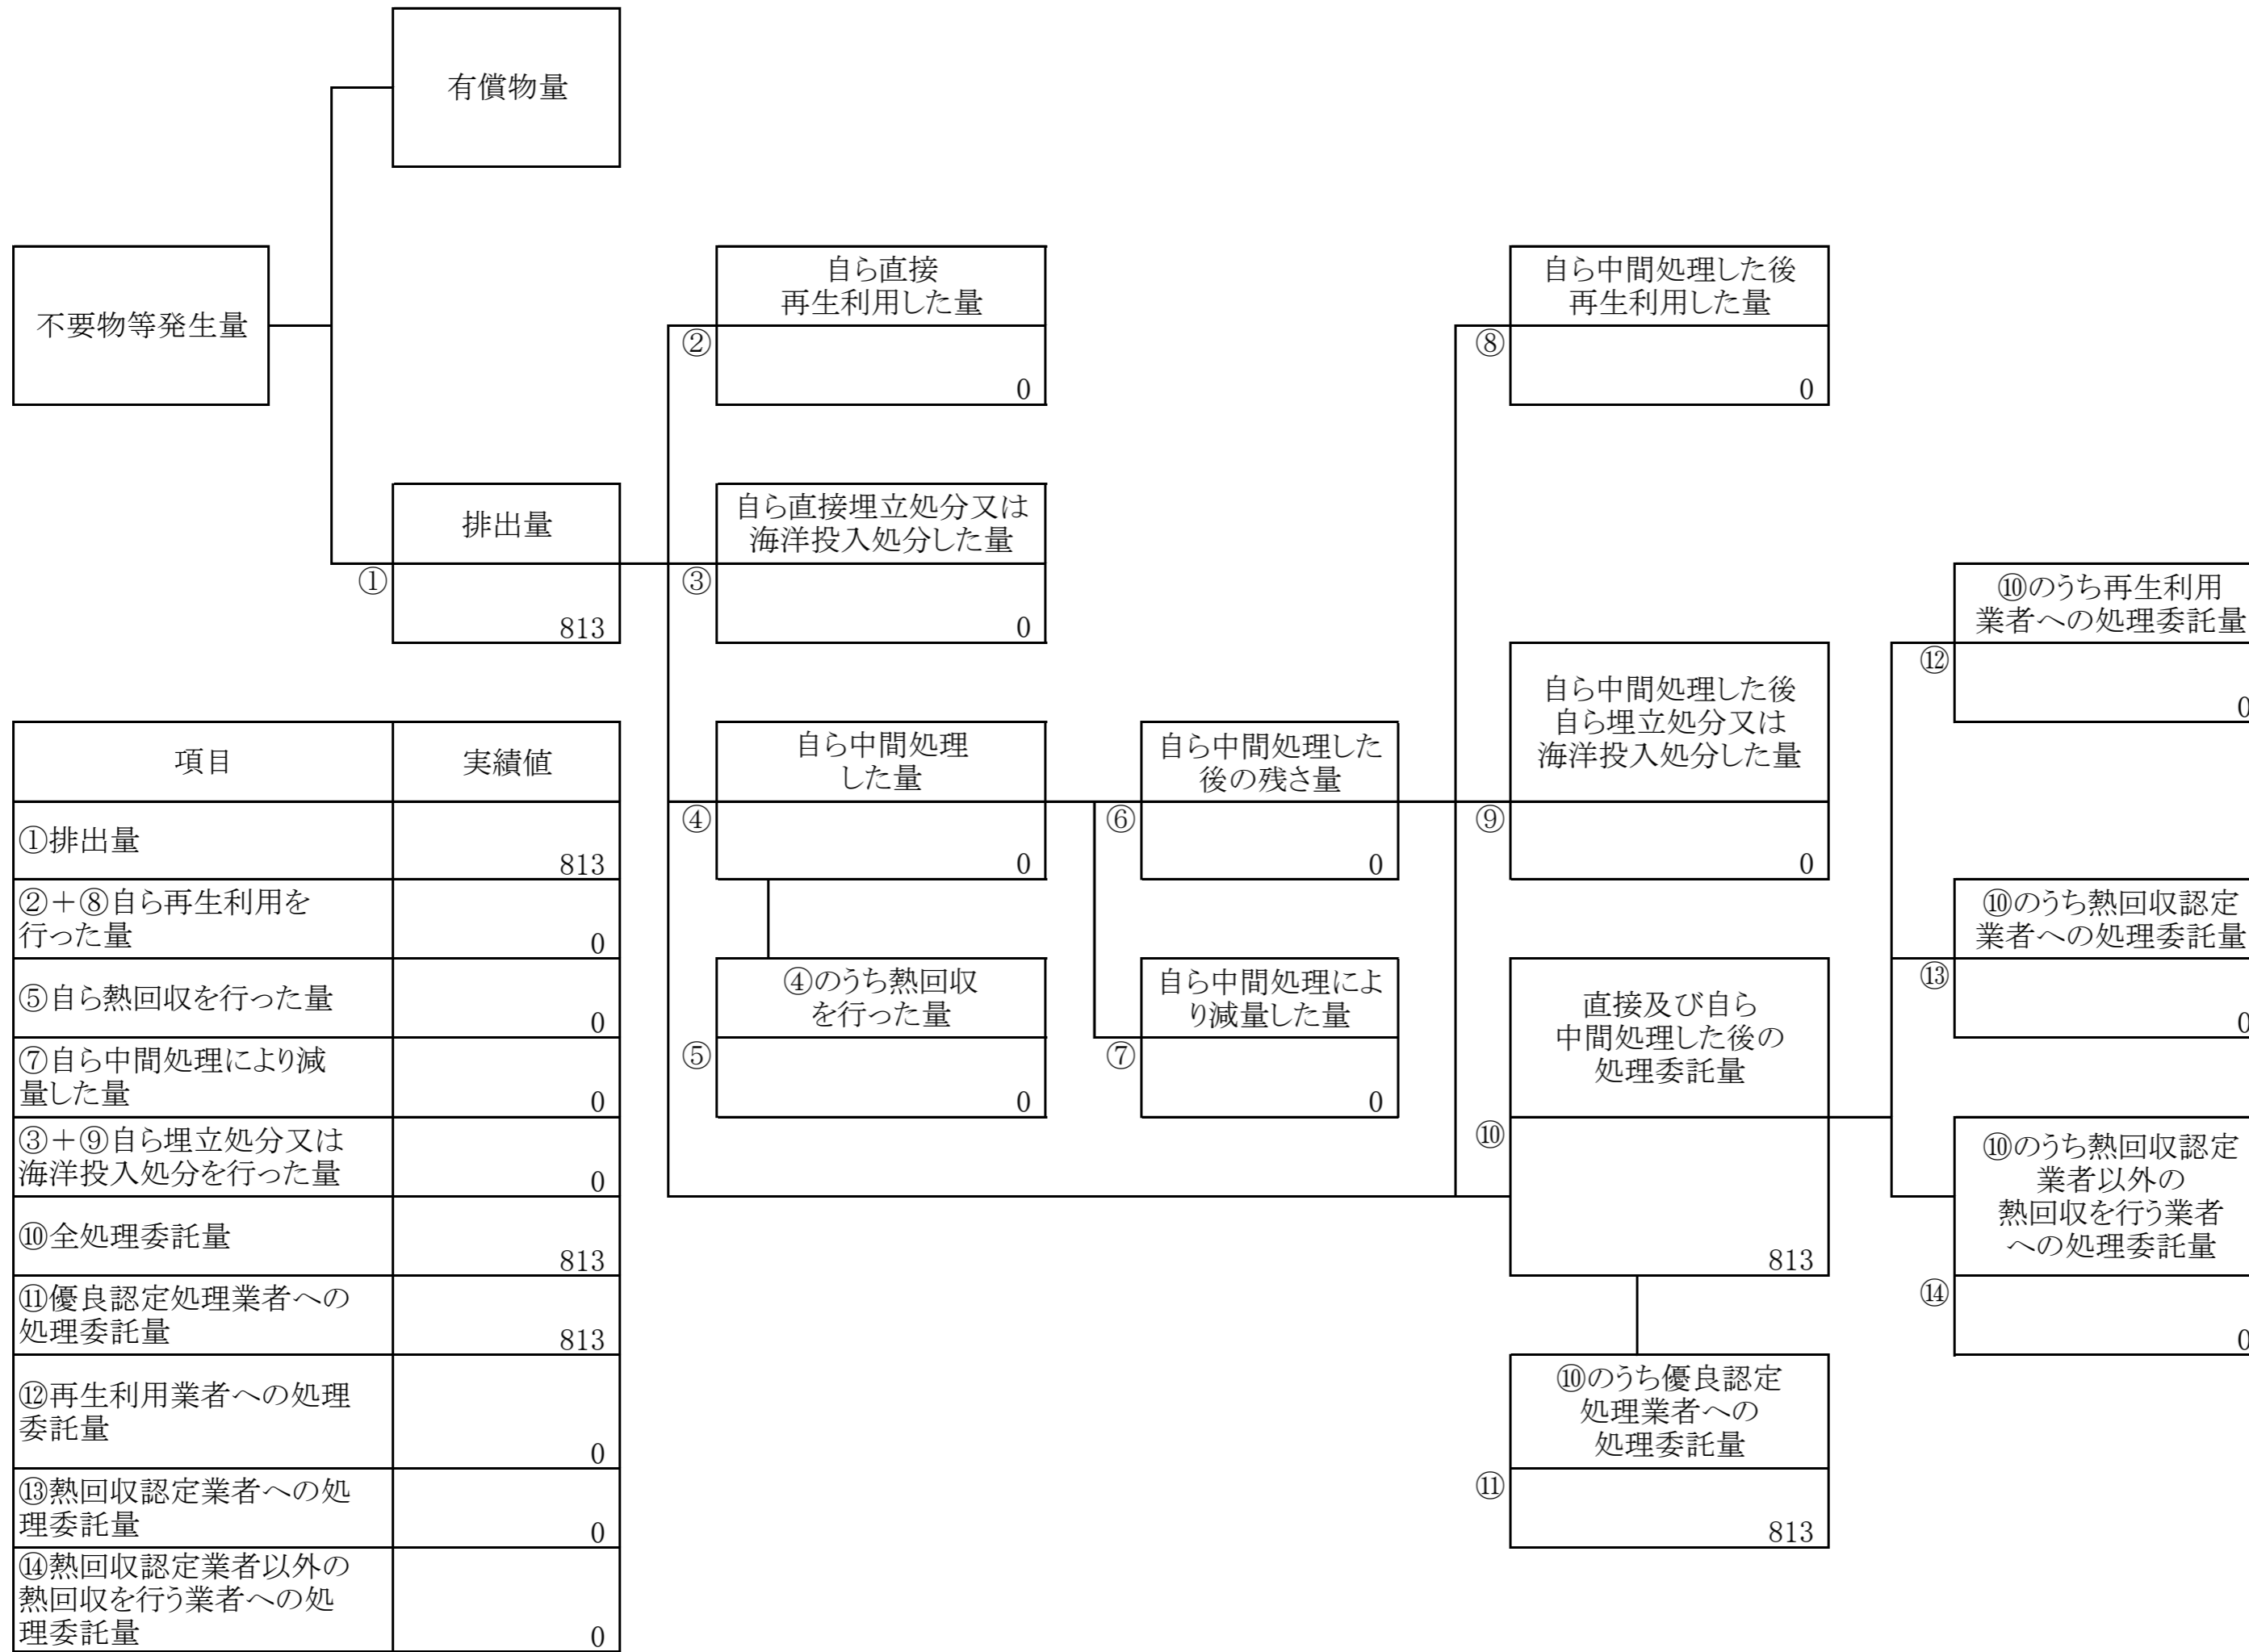 有償物量
不要物等発生量
自ら直接
再生利用した量
②
0
自ら中間処理した後
再生利用した量
⑧
0
排出量
①
813
自ら直接埋立処分又は
海洋投入処分した量
③
0
⑩のうち再生利用
業者への処理委託量
⑫
0
自ら中間処理
した量
④
0
自ら中間処理した
後の残さ量
⑥
0
自ら中間処理した後
自ら埋立処分又は
海洋投入処分した量
⑨
0
⑩のうち熱回収認定
業者への処理委託量
⑬
0
④のうち熱回収
を行った量
⑤
0
自ら中間処理によ
り減量した量
⑦
0
直接及び自ら
中間処理した後の
処理委託量
⑩
813
⑩のうち熱回収認定
業者以外の
熱回収を行う業者
への処理委託量
⑭
0
⑩のうち優良認定
処理業者への
処理委託量
⑪
813
項目 実績値
①排出量
813
②+⑧自ら再生利用を
行った量 0
⑤自ら熱回収を行った量
0
⑦自ら中間処理により減
量した量 0
③+⑨自ら埋立処分又は
海洋投入処分を行った量 0
⑩全処理委託量
813
⑪優良認定処理業者への
処理委託量 813
⑫再生利用業者への処理
委託量
0
⑬熱回収認定業者への処
理委託量 0
⑭熱回収認定業者以外の
熱回収を行う業者への処
理委託量 0